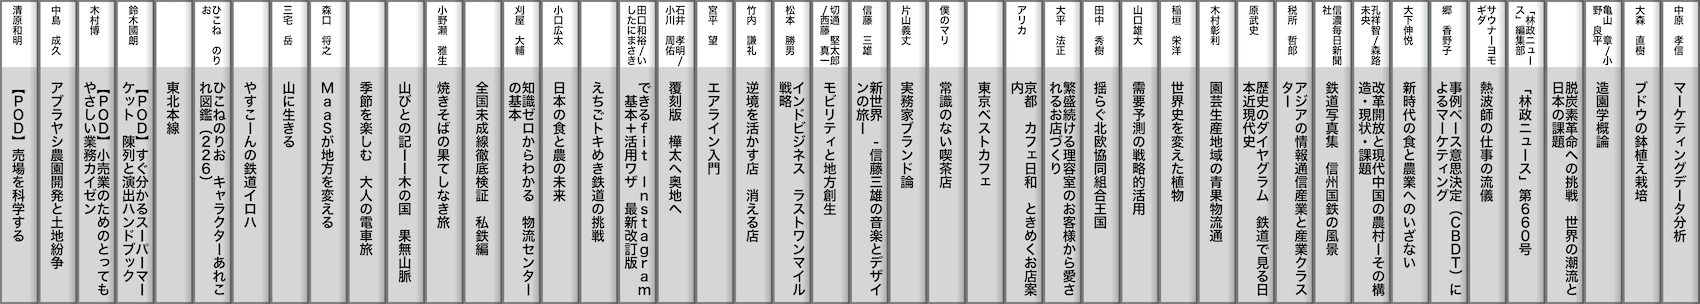 中原　孝信
マーケティングデータ分析
大森　直樹
ブドウの鉢植え栽培
亀山　章/小
野　良平
造園学概論
脱炭素革命への挑戦　世界の潮流と
日本の課題
「林政ニュー
ス」編集部
「林政ニュース」第６６０号
サウナーヨモ
ギダ
熱波師の仕事の流儀
郷　香野子
事例ベース意思決定（ＣＢＤＴ）に
よるマーケティング
大下伸悦
新時代の食と農業へのいざない
孔祥智/森路
未央
改革開放と現代中国の農村ーその構
造・現状・課題
信濃毎日新聞
社
鉄道写真集　信州国鉄の風景
税所　哲郎
アジアの情報通信産業と産業クラス
ター
原武史
歴史のダイヤグラム　鉄道で見る日
本近現代史
木村彰利
園芸生産地域の青果物流通
稲垣　栄洋
世界史を変えた植物
山口雄大
需要予測の戦略的活用
田中　秀樹
揺らぐ北欧協同組合王国
大平　法正
繁盛続ける理容室のお客様から愛さ
れるお店づくり
アリカ
京都　カフェ日和　ときめくお店案
内
東京ベストカフェ
僕のマリ
常識のない喫茶店
片山義丈
実務家ブランド論
信藤　三雄
新世界　-信藤三雄の音楽とデザイ
ンの旅ー
切通　堅太郎
/西藤　真一
モビリティと地方創生
松本　勝男
インドビジネス　ラストワンマイル
戦略
竹内　謙礼
逆境を活かす店　消える店
宮平　望
エアライン入門
石井　孝明/
小川　周佑
覆刻版　樺太へ奥地へ
田口和裕/い
したにまさき
できるｆｉｔ　Ｉｎｓｔａｇｒａｍ
　基本＋活用ワザ　最新改訂版
えちごトキめき鉄道の挑戦
小口広太
日本の食と農の未来
刈屋　大輔
知識ゼロからわかる　物流センター
の基本
全国未成線徹底検証　私鉄編
小野瀬　雅生
焼きそばの果てしなき旅
山びとの記ー木の国　果無山脈
季節を楽しむ　大人の電車旅
森口　将之
ＭａａＳが地方を変える
三宅　岳
山に生きる
やすこーんの鉄道イロハ
ひこね　のり
お
ひこねのりお　キャラクターあれこ
れ図鑑（２２６）
東北本線
鈴木國朗
【ＰＯＤ】すぐ分かるスーパーマー
ケット　陳列と演出ハンドブック
木村博
【ＰＯＤ】小売業のためのとっても
やさしい業務カイゼン
中島　成久
アブラヤシ農園開発と土地紛争
清原和明
【ＰＯＤ】売場を科学する